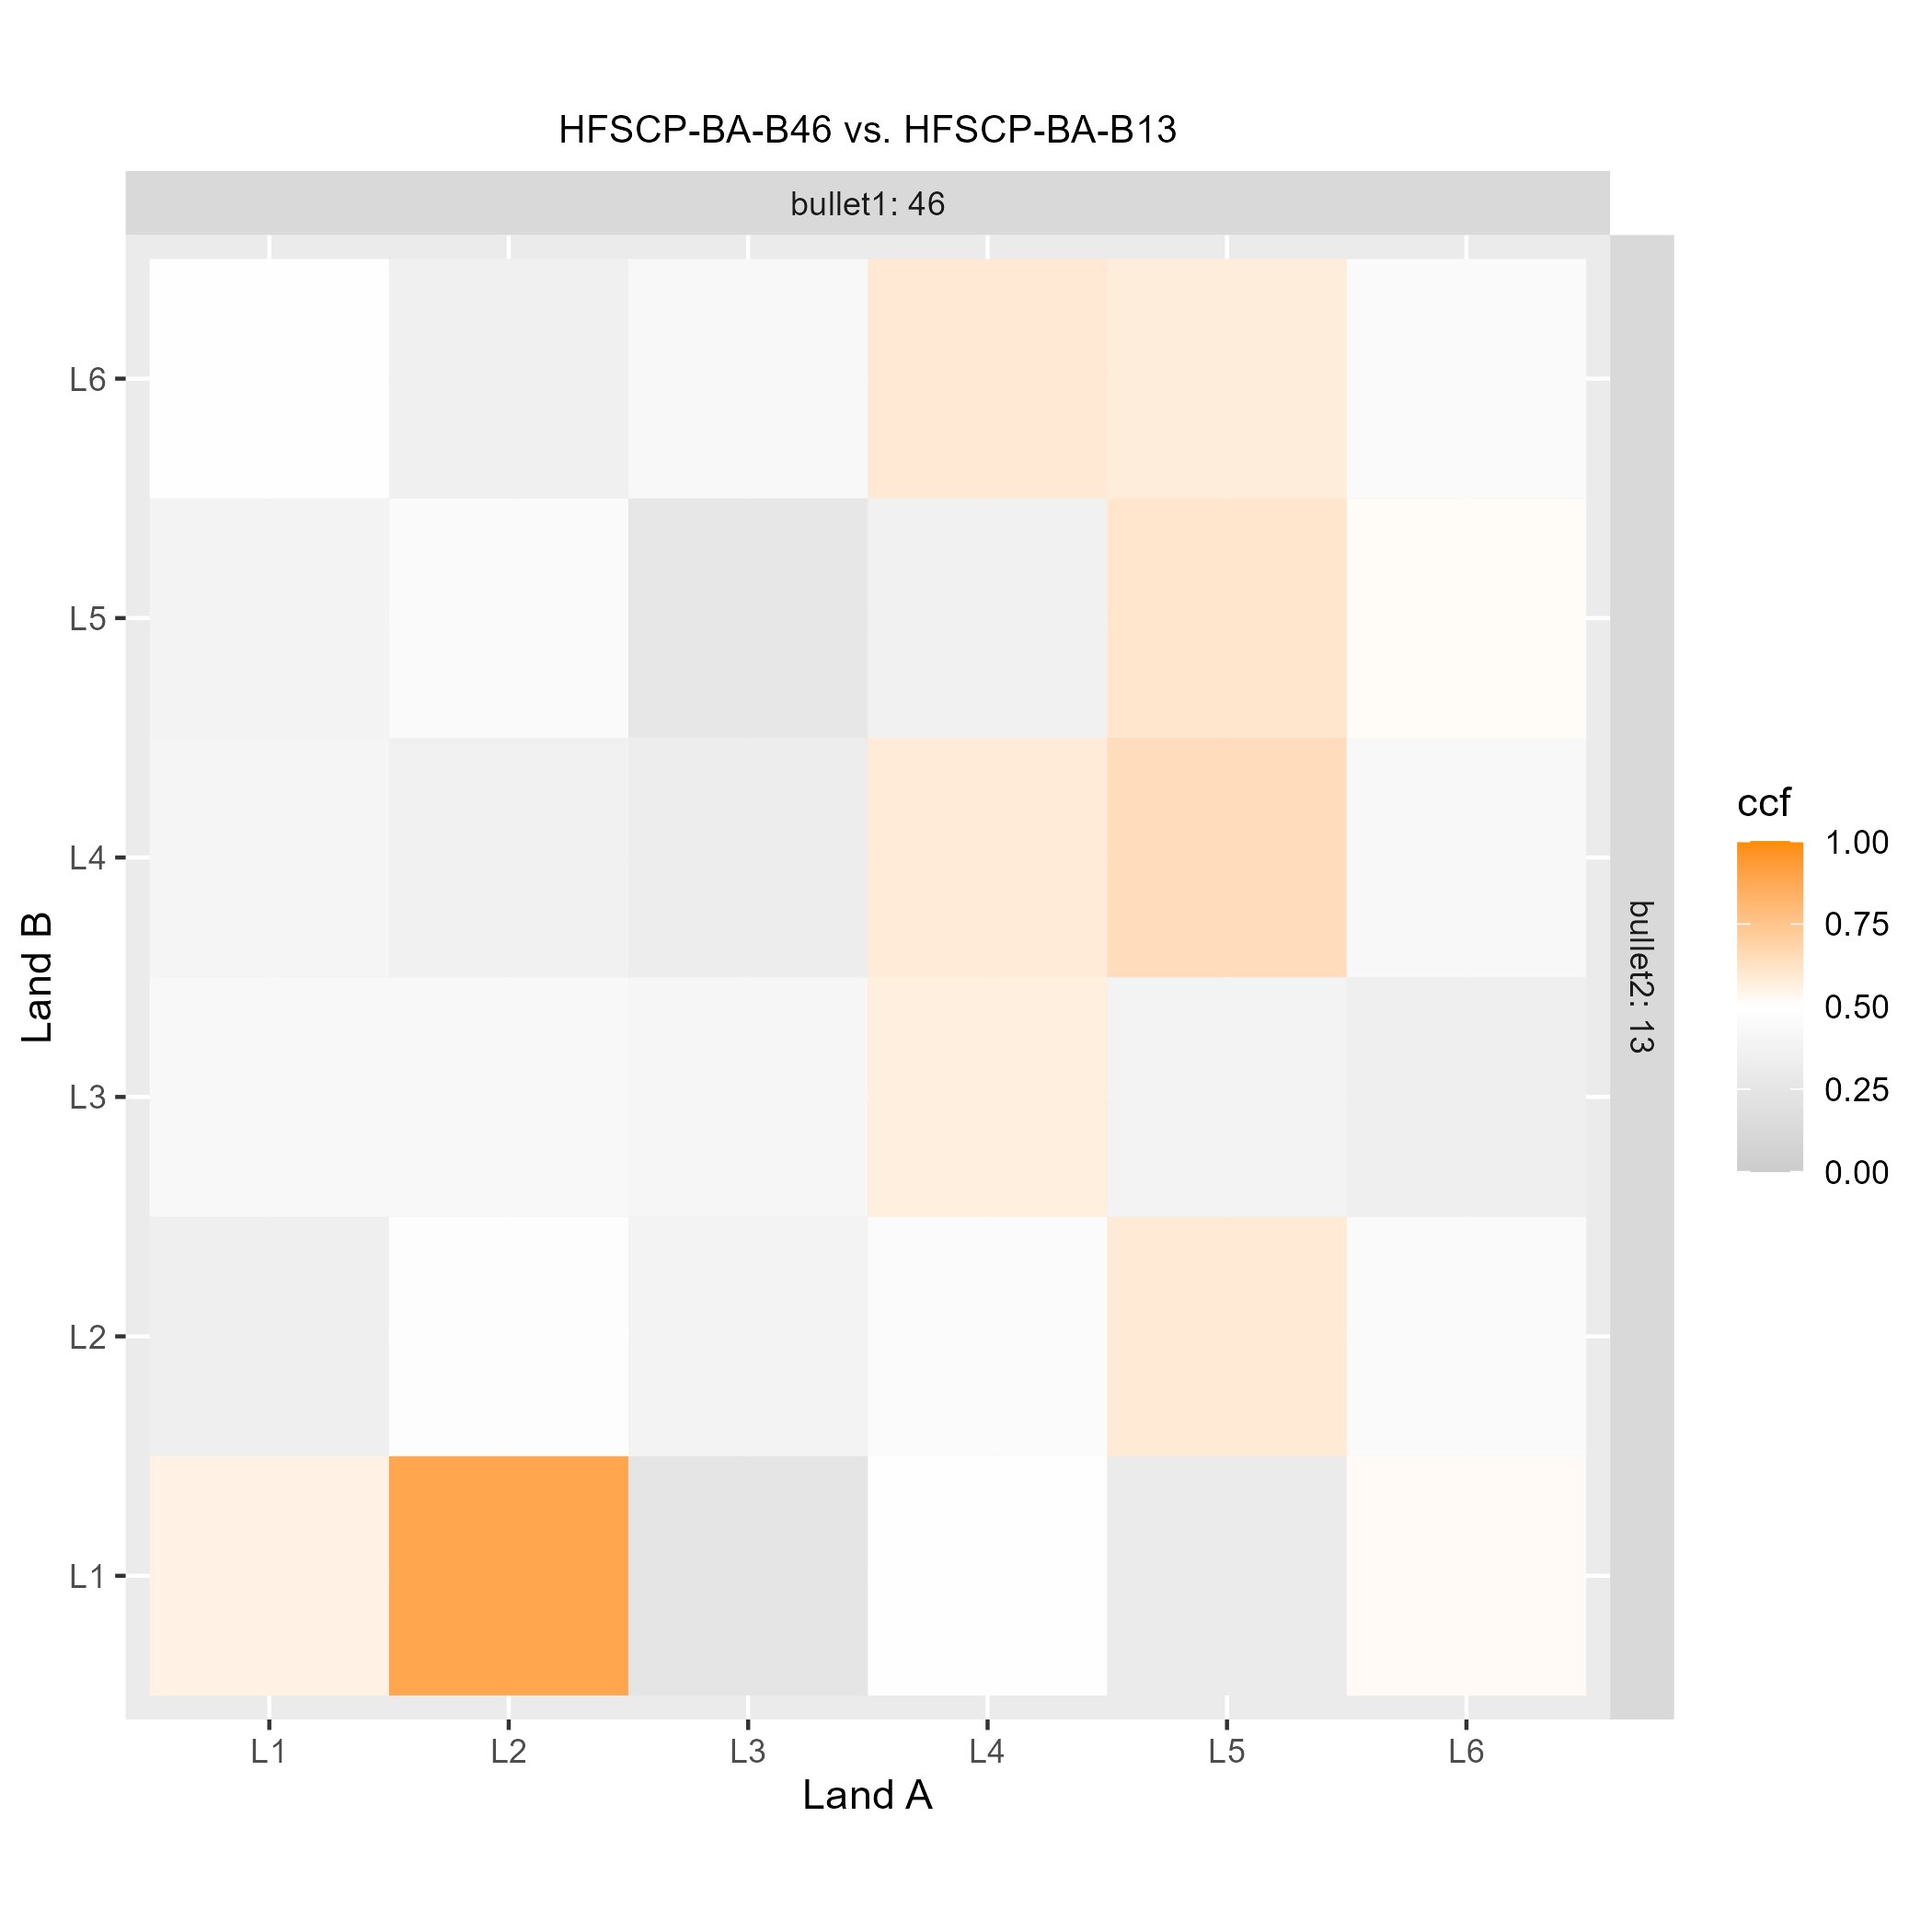 HFSCP-BA-B46 vs. HFSCP-BA-B13
bullet1: 46
L6
L5
L4
L3
L2
L1
Land B
bullet2: 13
ccf
1.00
0.75
0.50
0.25
0.00
L1 L2 L3 L4 L5 L6
Land A